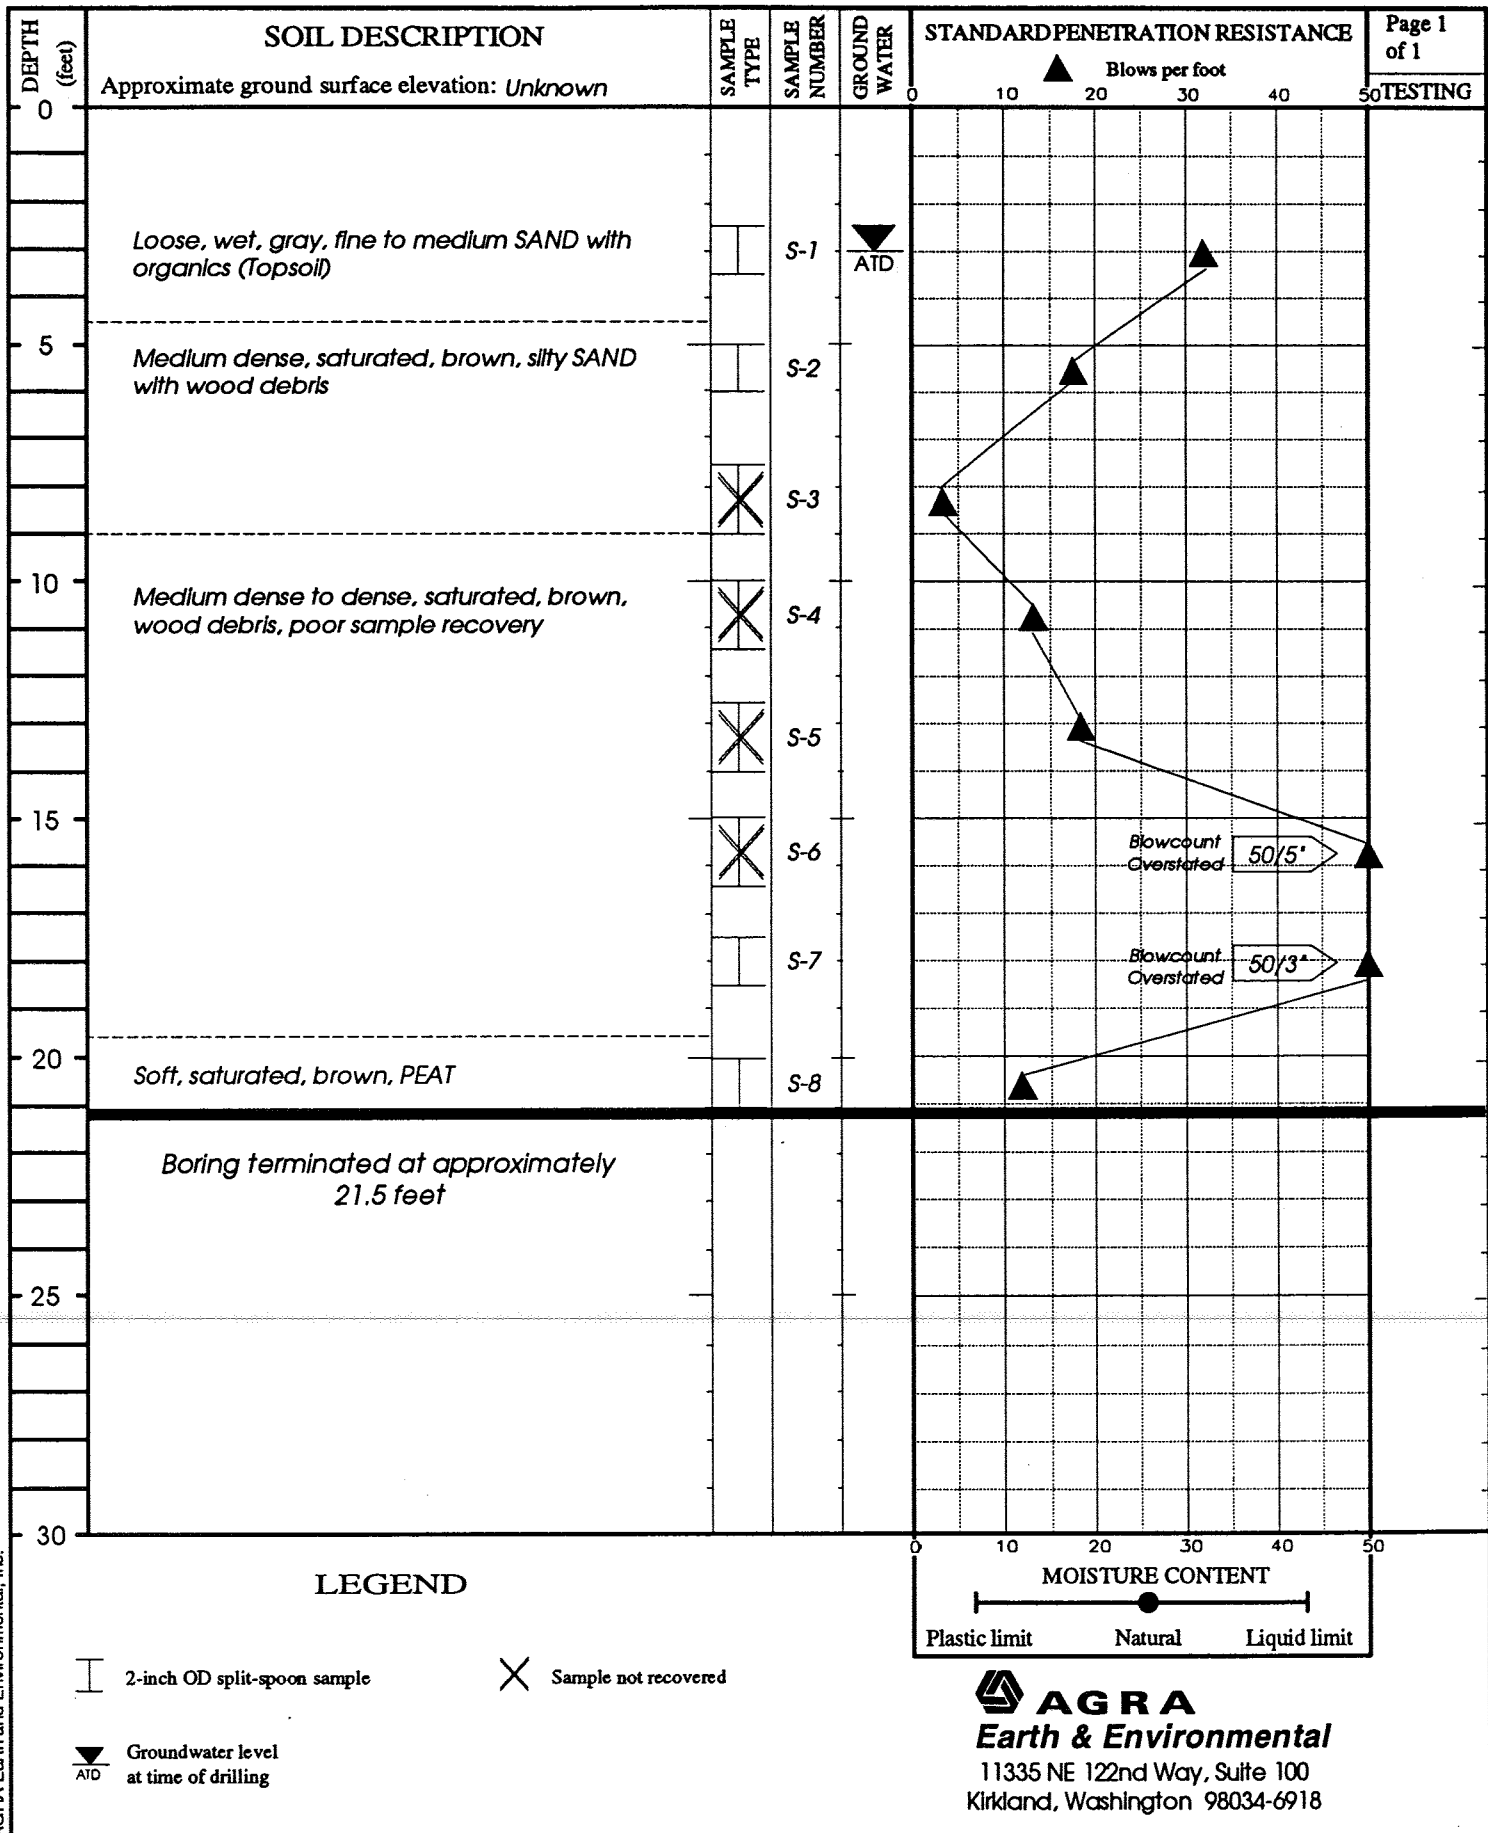 DEPTH
(feet)
SOIL DESCRIPTION
Approximate ground surface elevation: Unknown
SAMPLE
TYPE
SAMPLE
NUMBER
GROUND
WATER
STANDARD PENETRATION RESISTANCE
Blows per foot
0 10 20 30 40 50
Page 1
of 1
TESTING
0
Loose, wet, gray, fine to medium SAND with
organics (Topsoil)
S-1
ATD
5
Medium dense, saturated, brown, silty SAND
with wood debris
S-2
S-3
10
Medium dense to dense, saturated, brown,
wood debris, poor sample recovery
S-4
S-5
15
S-6
Blowcount
Overstated
50/5"
S-7
Blowcount
Overstated
50/3"
20
Soft, saturated, brown, PEAT
S-8
Boring terminated at approximately
21.5 feet
25
30
0 10 20 30 40 50
MOISTURE CONTENT
Plastic limit Natural Liquid limit
LEGEND
2-inch OD split-spoon sample
Sample not recovered
ATD
Groundwater level
at time of drilling
AGRA
Earth & Environmental
11335 NE 122nd Way, Suite 100
Kirkland, Washington 98034-6918